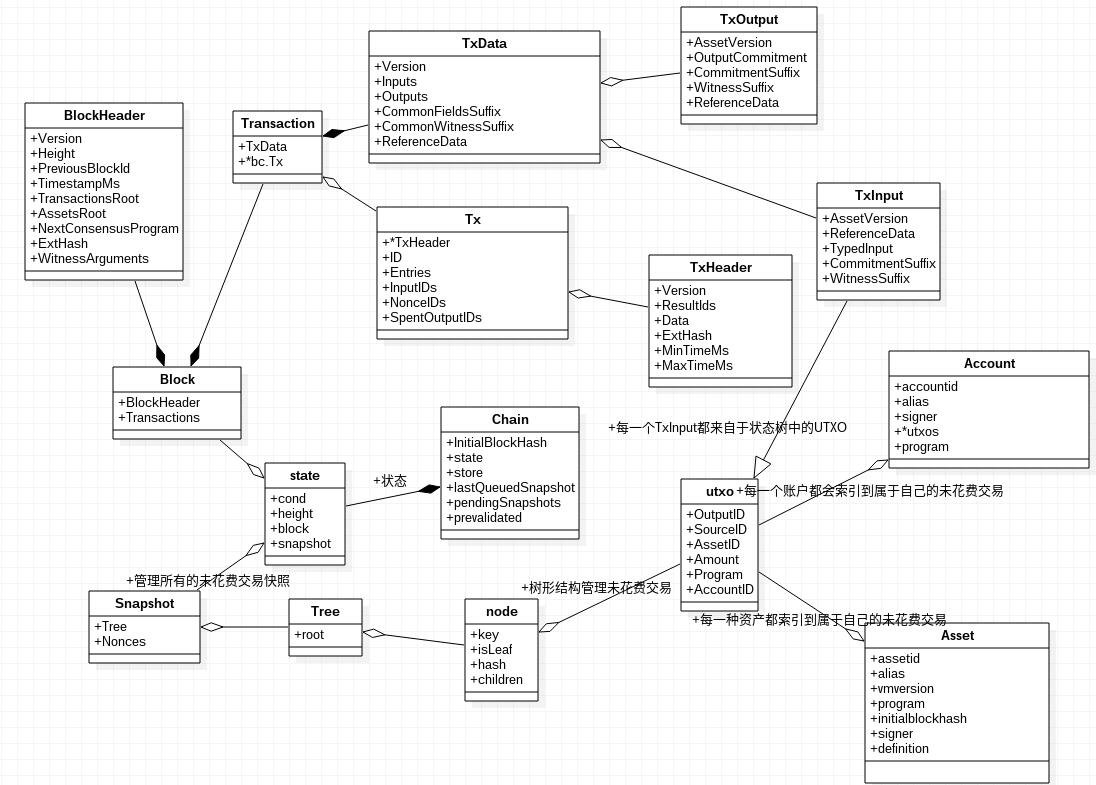 TxOutput
+AssetVersion
+OutputCommitment
+CommitmentSuffix
+WitnessSuffix
+ReferenceData
TxData
+Version
+Inputs
+Outputs
+CommonFieldsSuffix
+CommonWitnessSuffix
+ReferenceData
BlockHeader
+Version
+Height
+PreviousBlockId
+TimestampMs
+TransactionsRoot
+AssetsRoot
+NextConsensusProgram
+ExtHash
+WitnessArguments
Transaction
+TxData
+*bc.Tx
TxInput
+AssetVersion
+ReferenceData
+TypedInput
+CommitmentSuffix
+WitnessSuffix
Tx
+*TxHeader
+ID
+Entries
+InputIDs
+NonceIDs
+SpentOutputIDs
TxHeader
+Version
+ResultIds
+Data
+ExtHash
+MinTimeMs
+MaxTimeMs
Account
+accountid
+alias
+signer
+*utxos
+program
Block
+BlockHeader
+Transactions
Chain
+InitialBlockHash
+state
+store
+lastQueuedSnapshot
+pendingSnapshots
+prevalidated
+每一个TxInput都来自于状态树中的UTXO
state
+cond
+height
+block
+snapshot
+状态
utxo
+OutputID
+SourceID
+AssetID
+Amount
+Program
+AccountID
+每一个账户都会索引到属于自己的未花费交易
+管理所有的未花费交易快照
+树形结构管理未花费交易
Snapshot
+Tree
+Nonces
Tree
+root
node
+key
+isLeaf
+hash
+children
+每一种资产都索引到属于自己的未花费交易
Asset
+assetid
+alias
+vmversion
+program
+initialblockhash
+signer
+definition